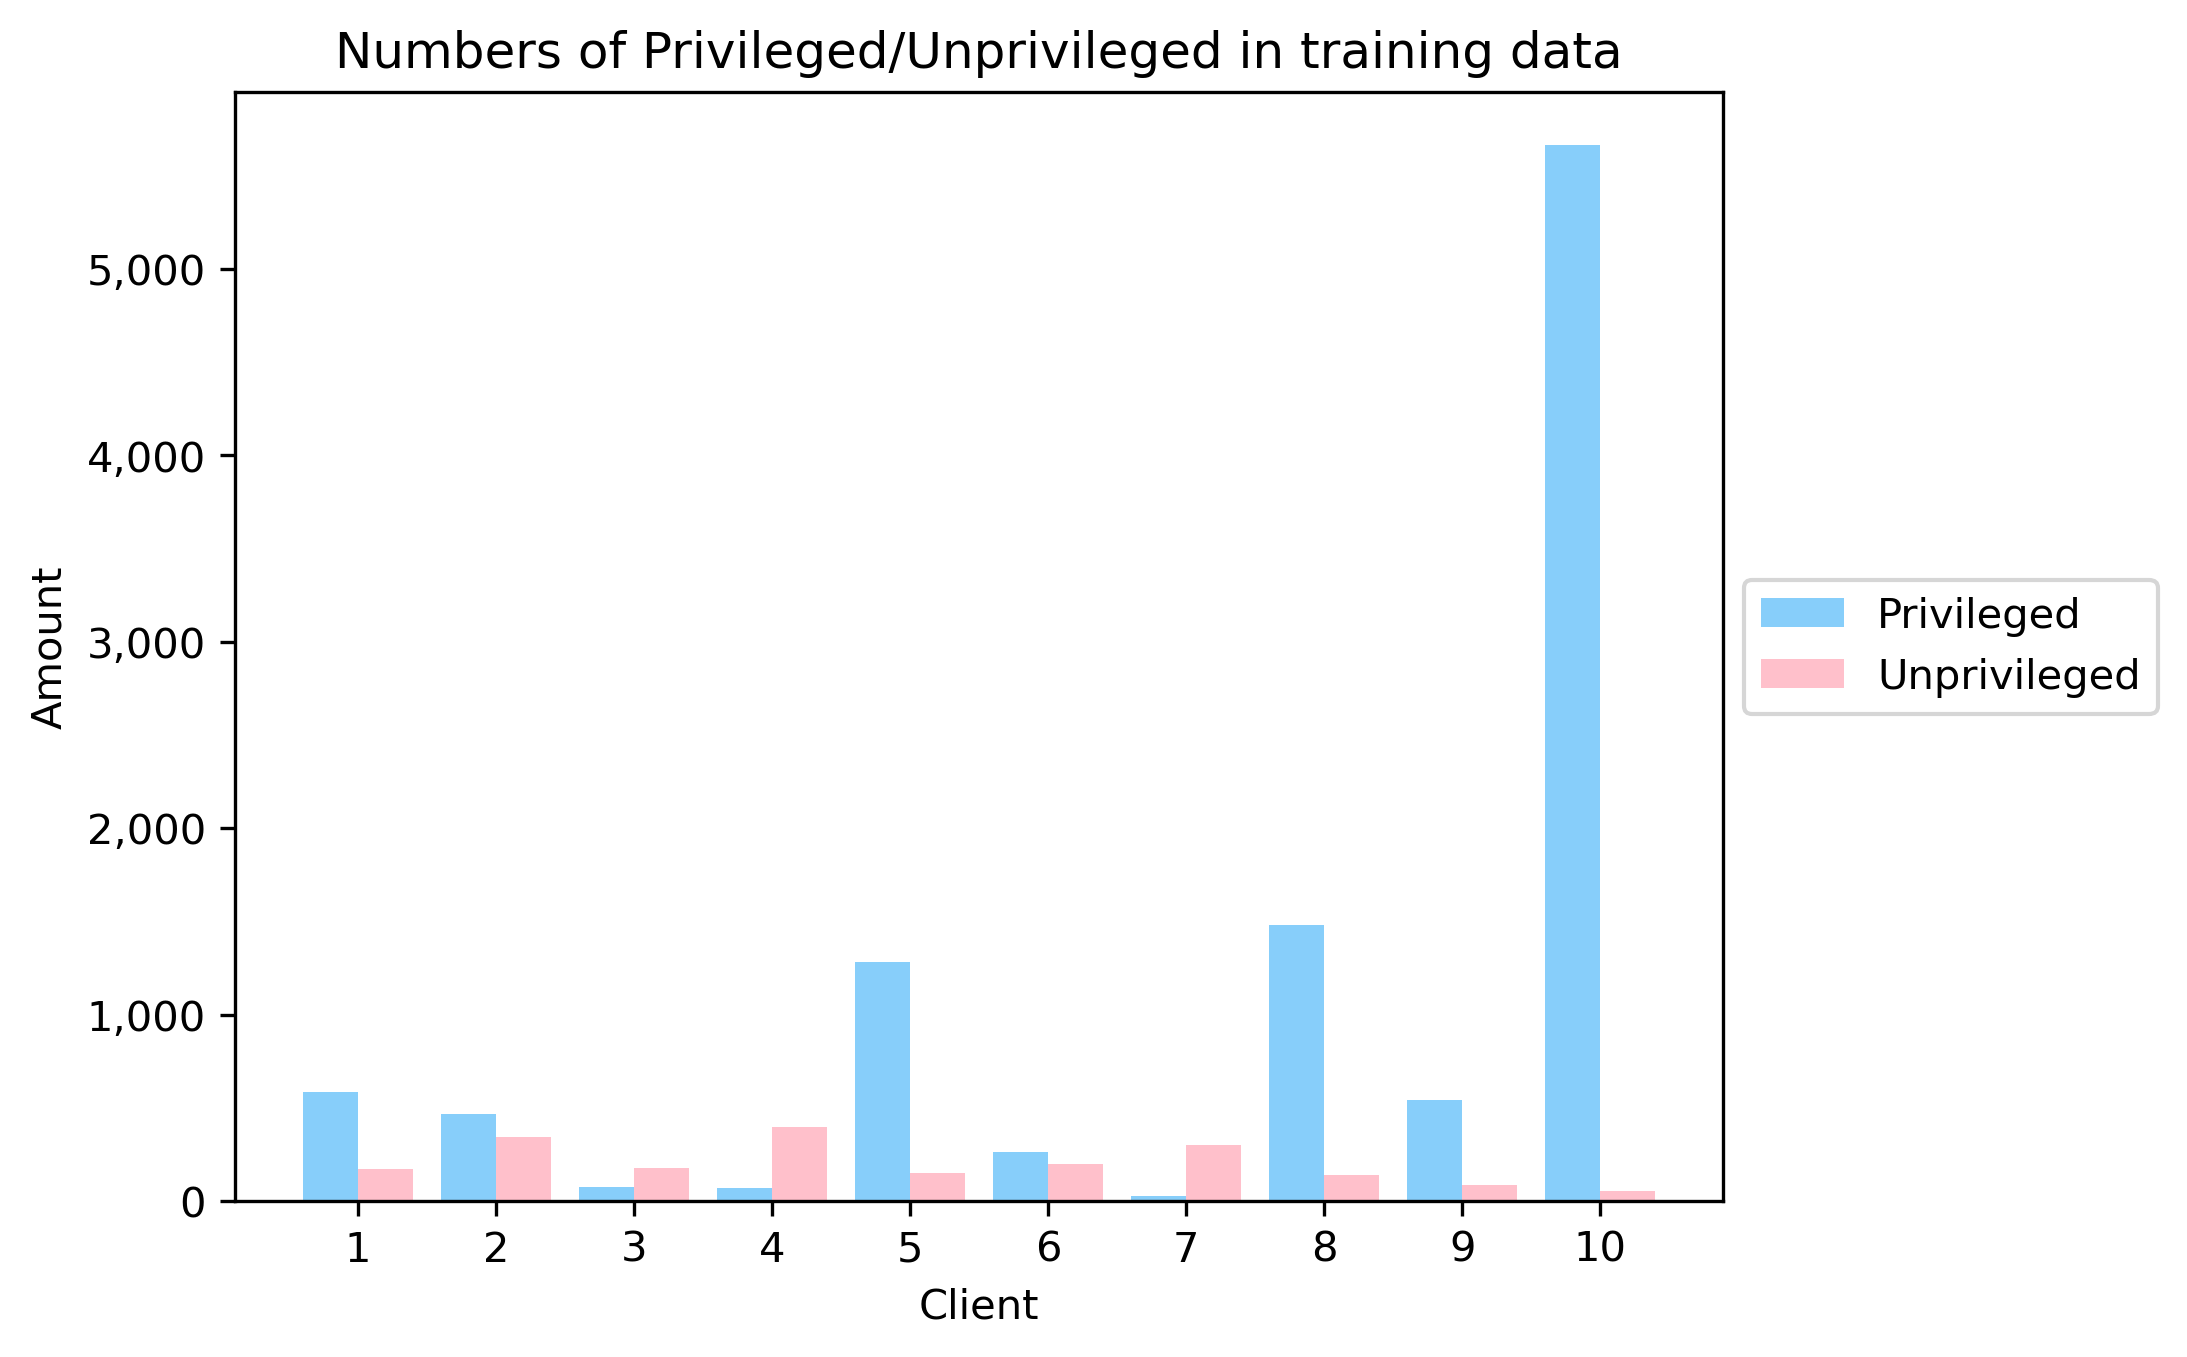 Numbers of Privileged/Unprivileged in training data
5,000
4,000
3,000
2,000
1,000
0
Amount
1 2 3 4 5 6 7 8 9 10
Client
Privileged
Unprivileged